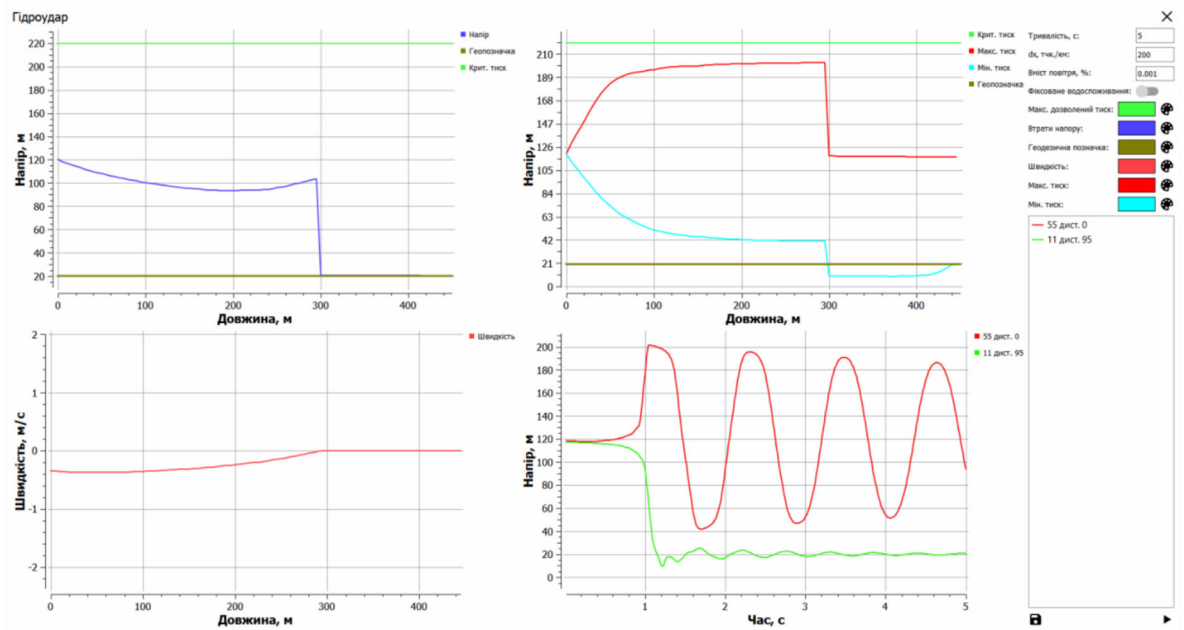 Гідроудар
220
200
180
160
140
120
100
80
60
40
20
Напір, м
0
100
200
300
400
Довжина, м
Напір
Геопозначка
Крит. тиск
210
189
168
147
126
105
84
63
42
21
0
Напір, м
0
100
200
300
400
Довжина, м
Крит. тиск
Макс. тиск
Мін. тиск
Геопозначка
Тривалість, с: 5
dx, тчк./км: 200
Вміст повітря, %: 0.001
Фіксоване водоспоживання:
Макс. дозволений тиск:
Втрати напору:
Геодезична позначка:
Швидкість:
Макс. тиск:
Мін. тиск:
55 дист. 0
11 дист. 95
2
1
0
-1
-2
Швидкість, м/с
0
100
200
300
400
Довжина, м
Швидкість
200
180
160
140
120
100
80
60
40
20
0
Напір, м
1
2
3
4
5
Час, с
55 дист. 0
11 дист. 95